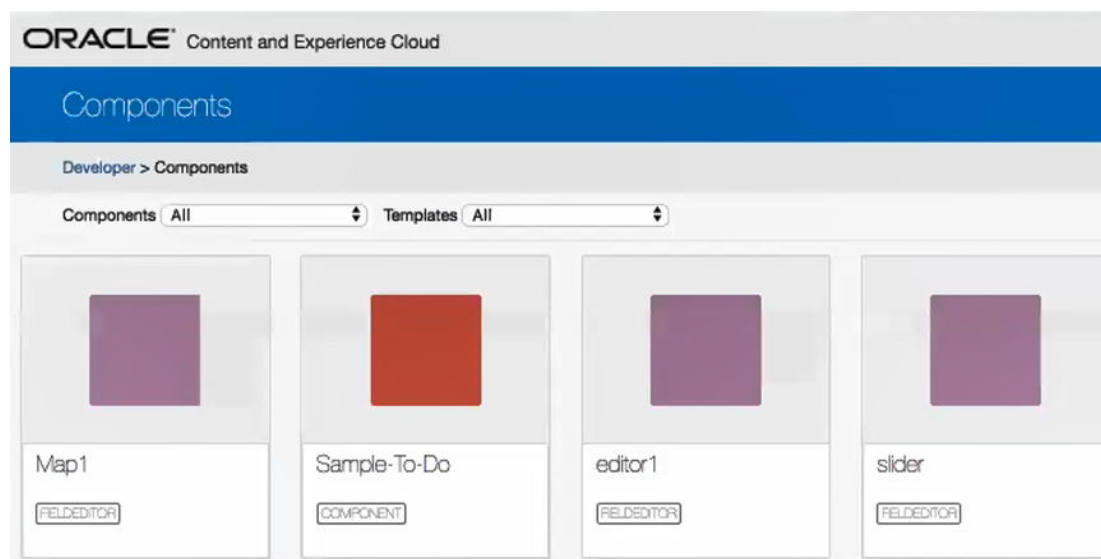 ORACLE® Content and Experience Cloud
Components
Developer > Components
Components All Templates All
Map1 Sample-To-Do editor1 slider
FIELDEDITOR COMPONENT FIELDEDITOR FIELDEDITOR